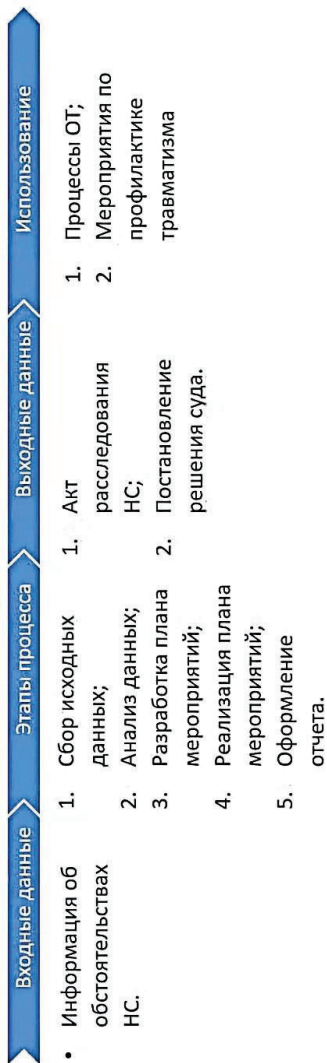 Входные данные
• Информация об
обстоятельствах
НС.
Этапы процесса
1. Сбор исходных
данных;
2. Анализ данных;
3. Разработка плана
мероприятий;
4. Реализация плана
мероприятий;
5. Оформление
отчета.
Выходные данные
1. Акт
расследования
НС;
2. Постановление
решения суда.
Использование
1. Процессы ОТ;
2. Мероприятия по
профилактике
травматизма